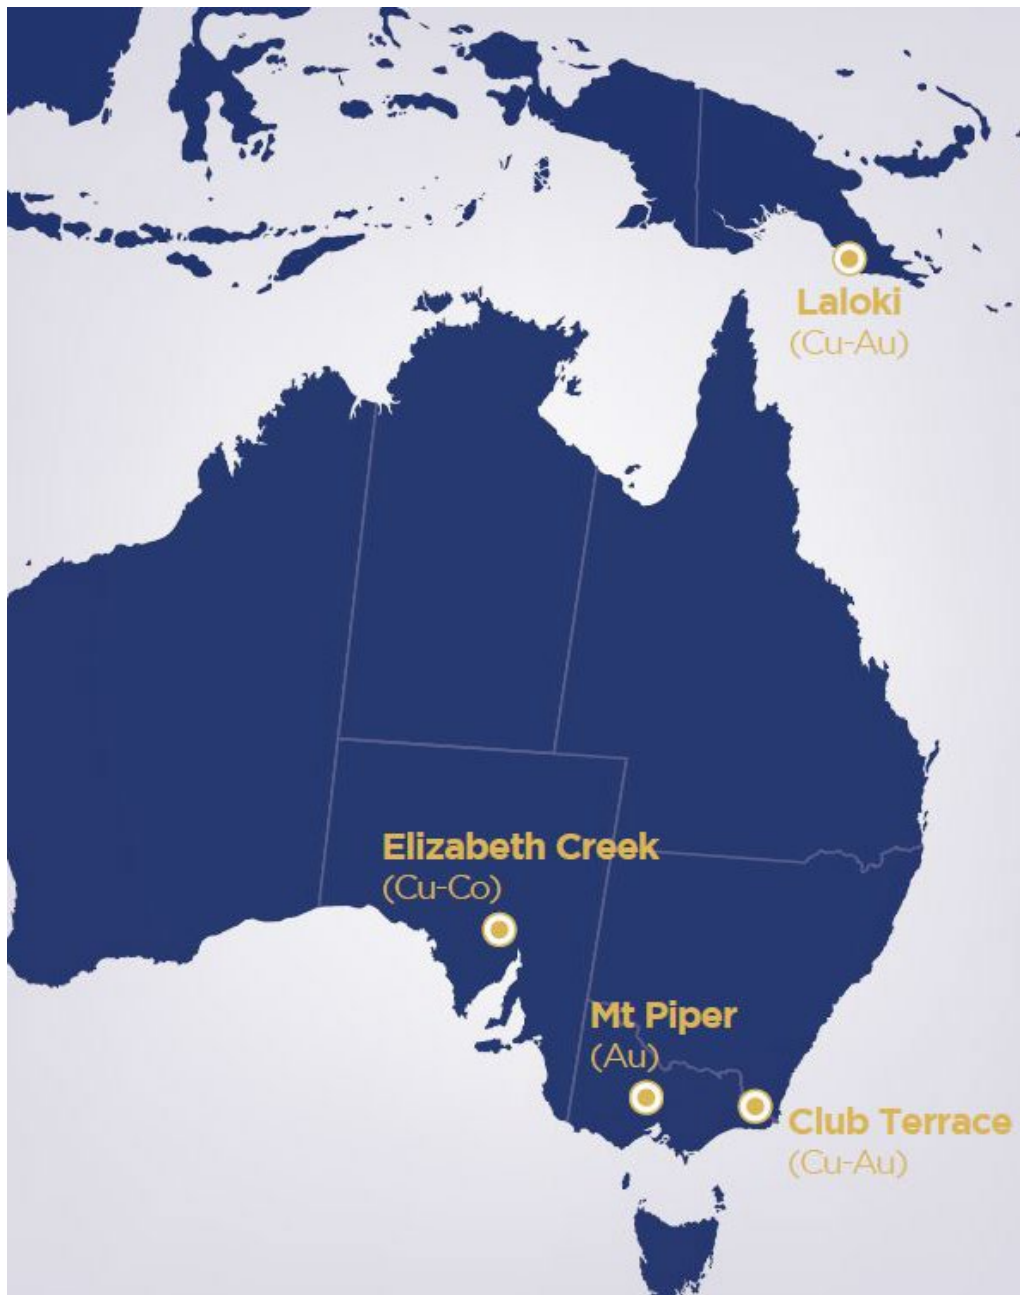 Laloki
(Cu-Au)
Elizabeth Creek
(Cu-Co)
Mt Piper
(Au)
Club Terrace
(Cu-Au)